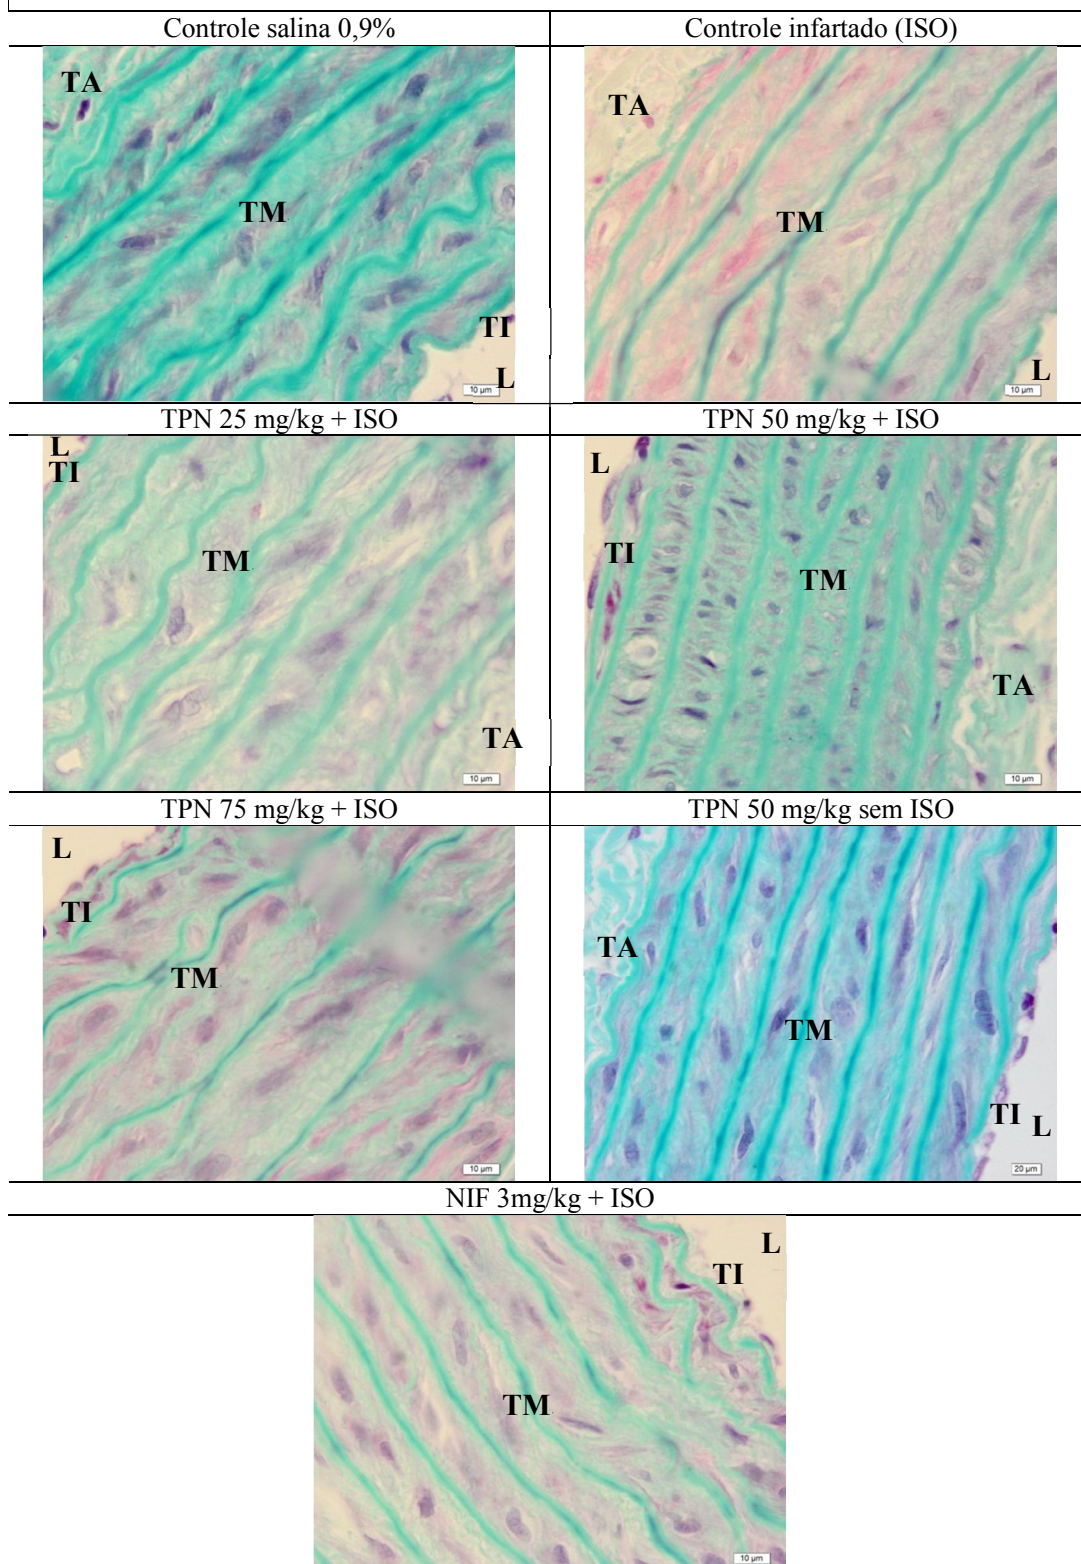 Controle salina 0,9%
Controle infartado (ISO)
TA
TM
TI
L
10 µm
TA
TM
L
10 µm
TPN 25 mg/kg + ISO
TPN 50 mg/kg + ISO
L
TI
TM
TA
10 µm
L
TI
TM
TA
10 µm
TPN 75 mg/kg + ISO
TPN 50 mg/kg sem ISO
L
TI
TM
10 µm
TA
TM
TI L
20 µm
NIF 3mg/kg + ISO
L
TI
TM
10 µm